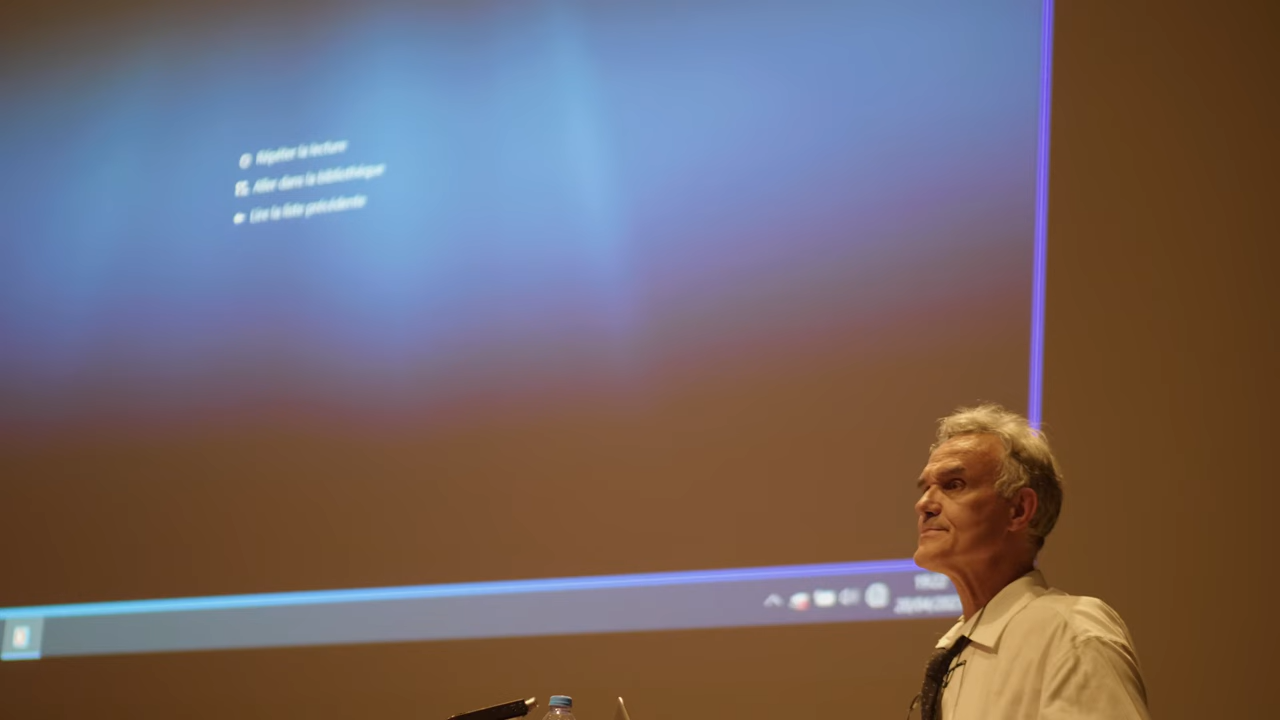 Répéter la lecture
Aller dans la bibliothèque
Lire la liste précédente